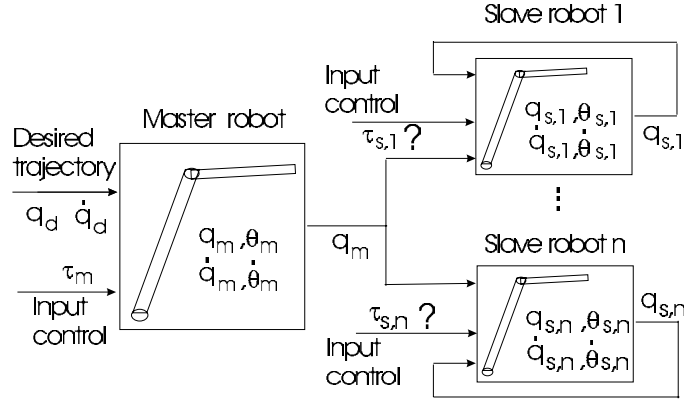 Slave robot 1
Input
control
τs,1 ?
qs,1 ,θs,1
q̇s,1 ,θ̇s,1
qs,1
Master robot
Desired
trajectory
qd q̇d
τm
Input
control
qm ,θm
q̇m ,θ̇m
qm
Slave robot n
τs,n ?
Input
control
qs,n ,θs,n
q̇s,n ,θ̇s,n
qs,n